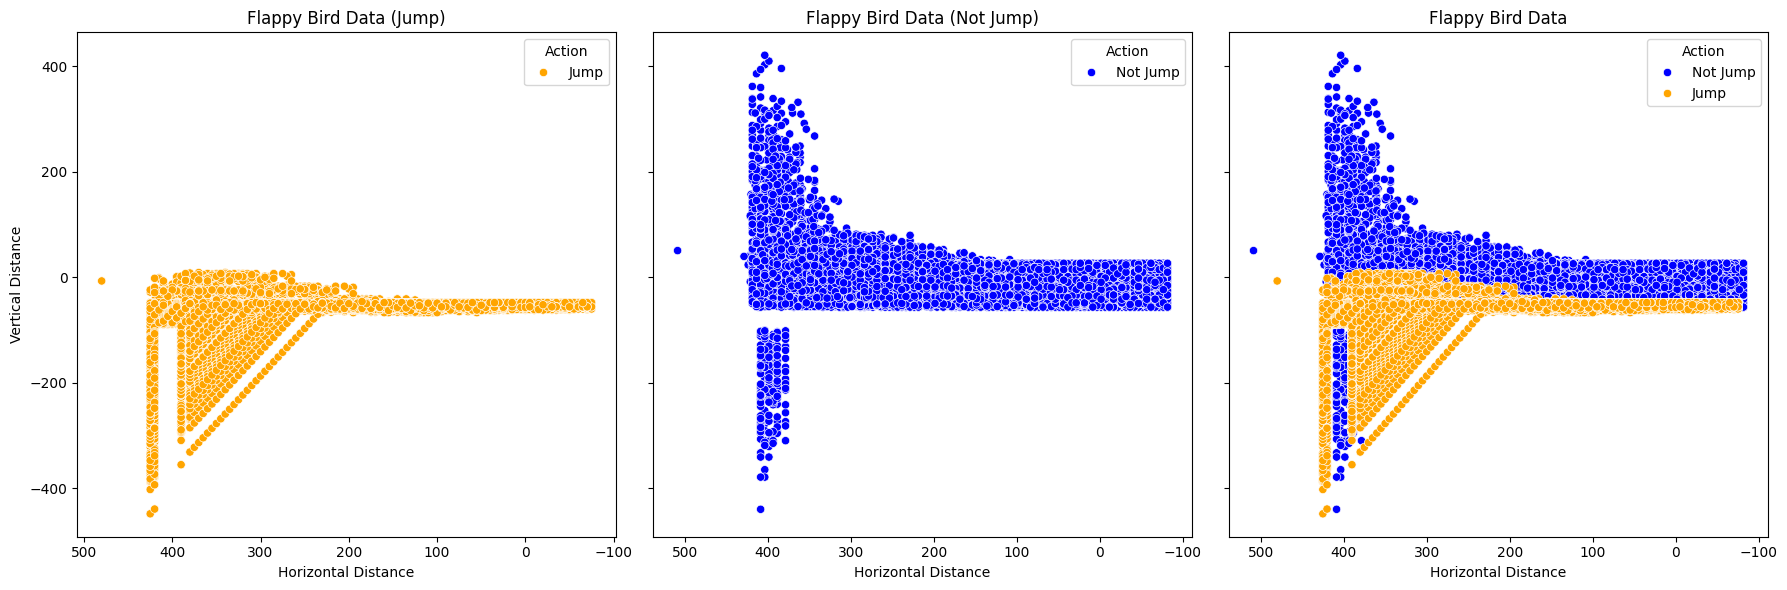 Flappy Bird Data (Jump)
Action
Jump
400
200
0
−200
−400
Vertical Distance
500 400 300 200 100 0 −100
Horizontal Distance
Flappy Bird Data (Not Jump)
Action
Not Jump
500 400 300 200 100 0 −100
Horizontal Distance
Flappy Bird Data
Action
Not Jump
Jump
500 400 300 200 100 0 −100
Horizontal Distance